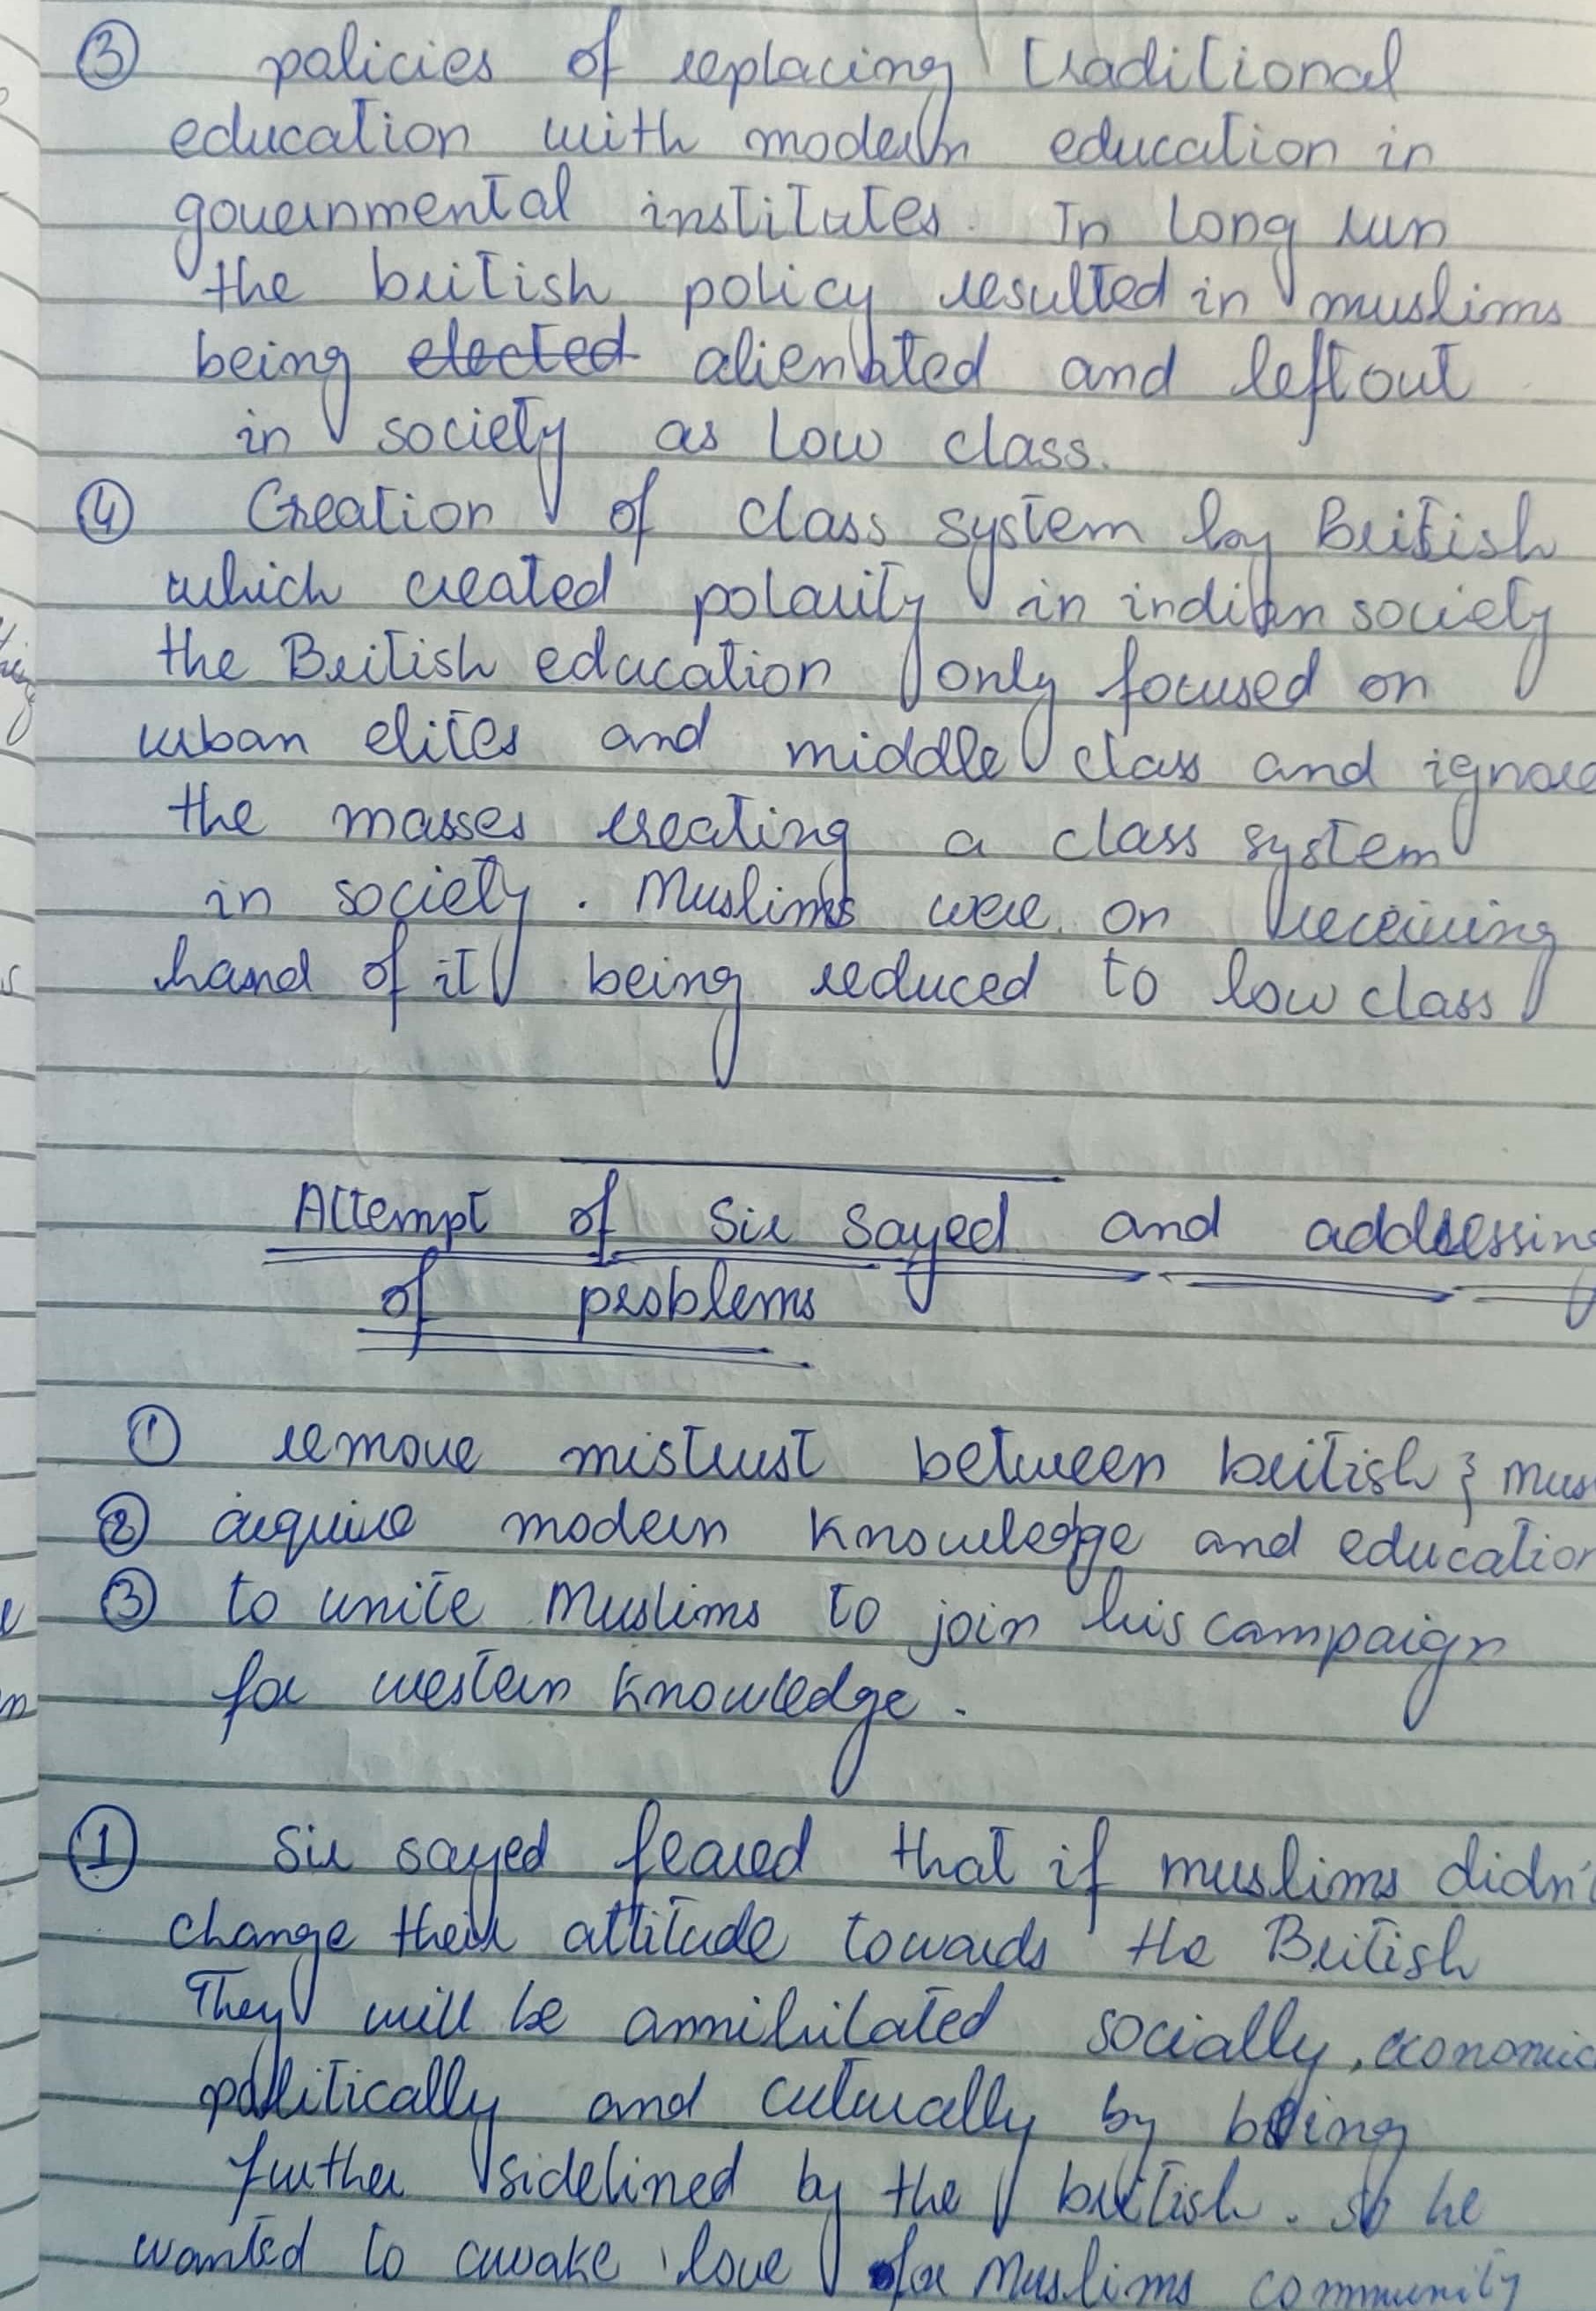 ③ policies of replacing traditional
education with modern education in
governmental institutes. In long run
the british policy resulted in muslims
being elected alienated and leftout
in society as low class.
④ Creation of class system by British
which created polarity in indian society
the British education only focused on
urban elites and middle class and ignore
the masses creating a class system
in society. Muslims were on receiving
hand of it being reduced to low class
Attempt of Sir Sayed and addressing
of problems
① remove mistrust between british & mus
② acquire modern knowledge and education
③ to unite Muslims to join his campaign
for western knowledge.
① Sir sayed feared that if muslims didn't
change their attitude towards the British
They will be annihilated socially, economic
politically and culturally by being
further sidelined by the british. so he
wanted to awake love for Muslims community